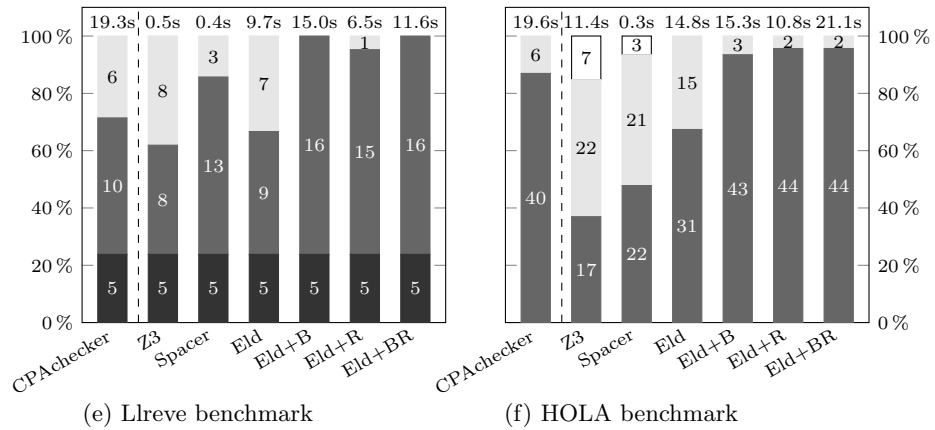 19.3s 0.5s 0.4s 9.7s 15.0s 6.5s 11.6s
100 %
80 %
60 %
40 %
20 %
0 %
6 8 3 7 1
10 8 13 9 16 15 16
5 5 5 5 5 5 5
CPAchecker
Z3
Spacer
Eld
Eld+B
Eld+R
Eld+BR
(e) Llreve benchmark
19.6s 11.4s 0.3s 14.8s 15.3s 10.8s 21.1s
6 7 3 15 3 2 2
22 21
40 17 22 31 43 44 44
100 %
80 %
60 %
40 %
20 %
0 %
CPAchecker
Z3
Spacer
Eld
Eld+B
Eld+R
Eld+BR
(f) HOLA benchmark